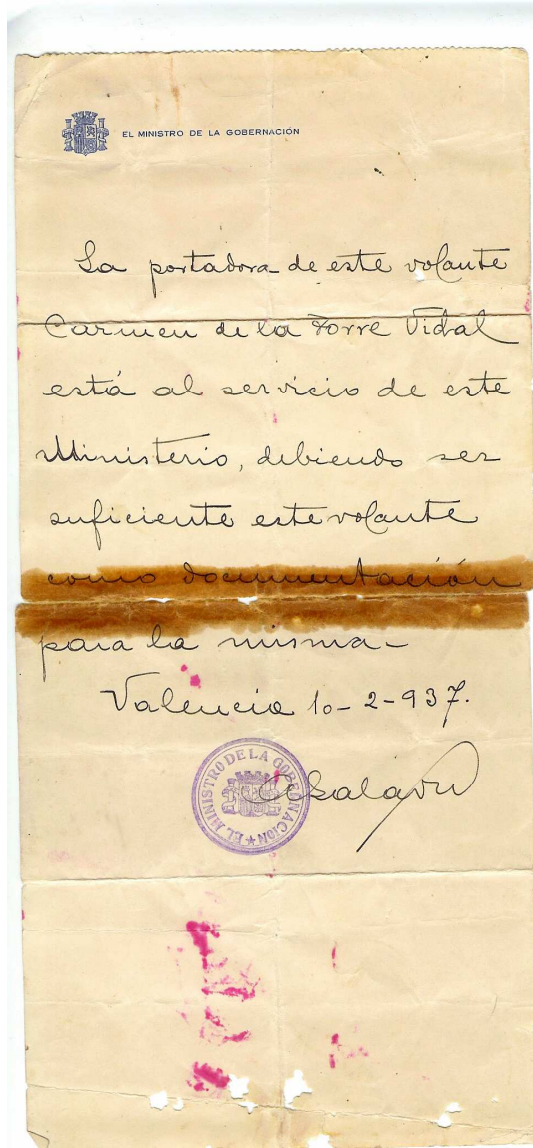 EL MINISTRO DE LA GOBERNACIÓN
La portadora de este volante
Carmen de la Torre Vidal
está al servicio de este
Ministerio, debiendo ser
suficiente este volante
como documentación
para la misma-
Valencia 10-2-937.
EL MINISTRO DE LA GOBERNACION